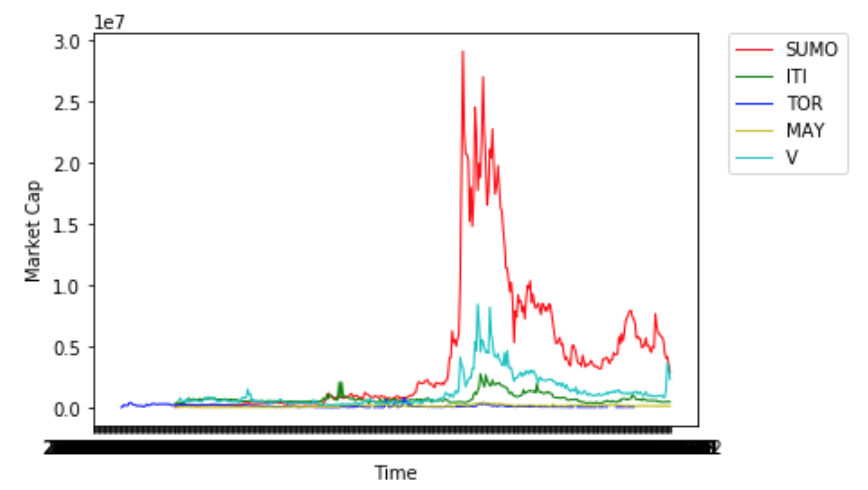 1e7
3.0
2.5
2.0
1.5
1.0
0.5
0.0
Market Cap
Time
SUMO
ITI
TOR
MAY
V